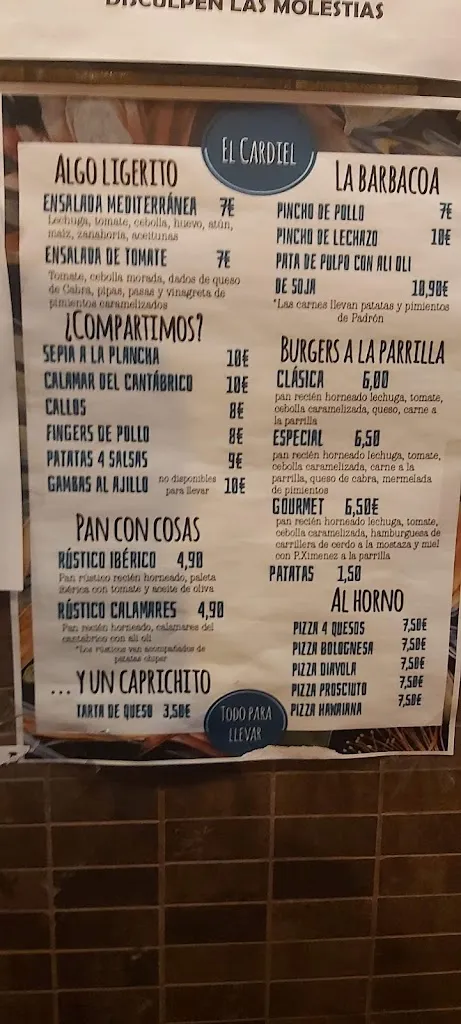 DISCULPEN LAS MOLESTIAS
EL CARDIEL
ALGO LIGERITO
ENSALADA MEDITERRÁNEA 7€
Lechuga, tomate, cebolla, huevo, atún,
maíz, zanahoria, aceitunas
ENSALADA DE TOMATE 7€
Tomate, cebolla morada, dados de queso
de Cabra, pipas, pasas y vinagreta de
pimientos caramelizados
¿COMPARTIMOS?
SEPIA A LA PLANCHA 10€
CALAMAR DEL CANTÁBRICO 10€
CALLOS 8€
FINGERS DE POLLO 8€
PATATAS 4 SALSAS 9€
GAMBAS AL AJILLO no disponibles para llevar 10€
PAN CON COSAS
RÚSTICO IBÉRICO 4,90
Pan rústico recién horneado, paleta
ibérica con tomate y aceite de oliva
RÚSTICO CALAMARES 4,90
Pan recién horneado, calamares del
cantabrico con ali oli
*Los rústicos van acompañados de
patatas chiper
... Y UN CAPRICHITO
TARTA DE QUESO 3,50€
LA BARBACOA
PINCHO DE POLLO 7€
PINCHO DE LECHAZO 10€
PATA DE PULPO CON ALI OLI
DE SOJA 10,90€
*Las carnes llevan patatas y pimientos
de Padrón
BURGERS A LA PARRILLA
CLÁSICA 6,00
pan recién horneado lechuga, tomate,
cebolla caramelizada, queso, carne a
la parrilla
ESPECIAL 6,50
pan recién horneado lechuga, tomate,
cebolla caramelizada, carne a la
parrilla, queso de cabra, mermelada
de pimientos
GOURMET 6,50€
pan recién horneado lechuga, tomate,
cebolla caramelizada, hamburguesa de
carrillera de cerdo a la mostaza y miel
con P.Ximenez a la parrilla
PATATAS 1,50
AL HORNO
PIZZA 4 QUESOS 7,50€
PIZZA BOLOGNESA 7,50€
PIZZA DIAVOLA 7,50€
PIZZA PROSCIUTO 7,50€
PIZZA HAWAIANA 7,50€
TODO PARA
LLEVAR